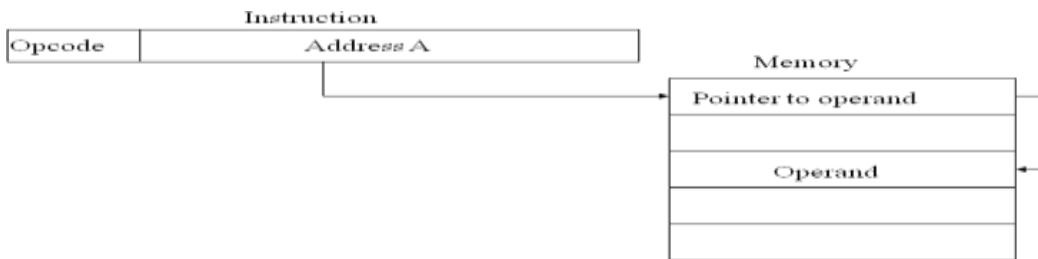 Instruction
Opcode Address A
Memory
Pointer to operand
Operand